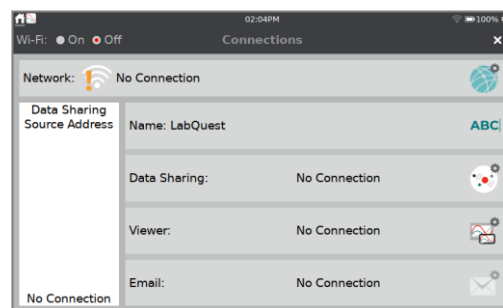 02:04PM 100%
Wi-Fi: On Off Connections x
Network: No Connection
Data Sharing
Source Address
Name: LabQuest ABC
Data Sharing: No Connection
Viewer: No Connection
Email: No Connection
No Connection